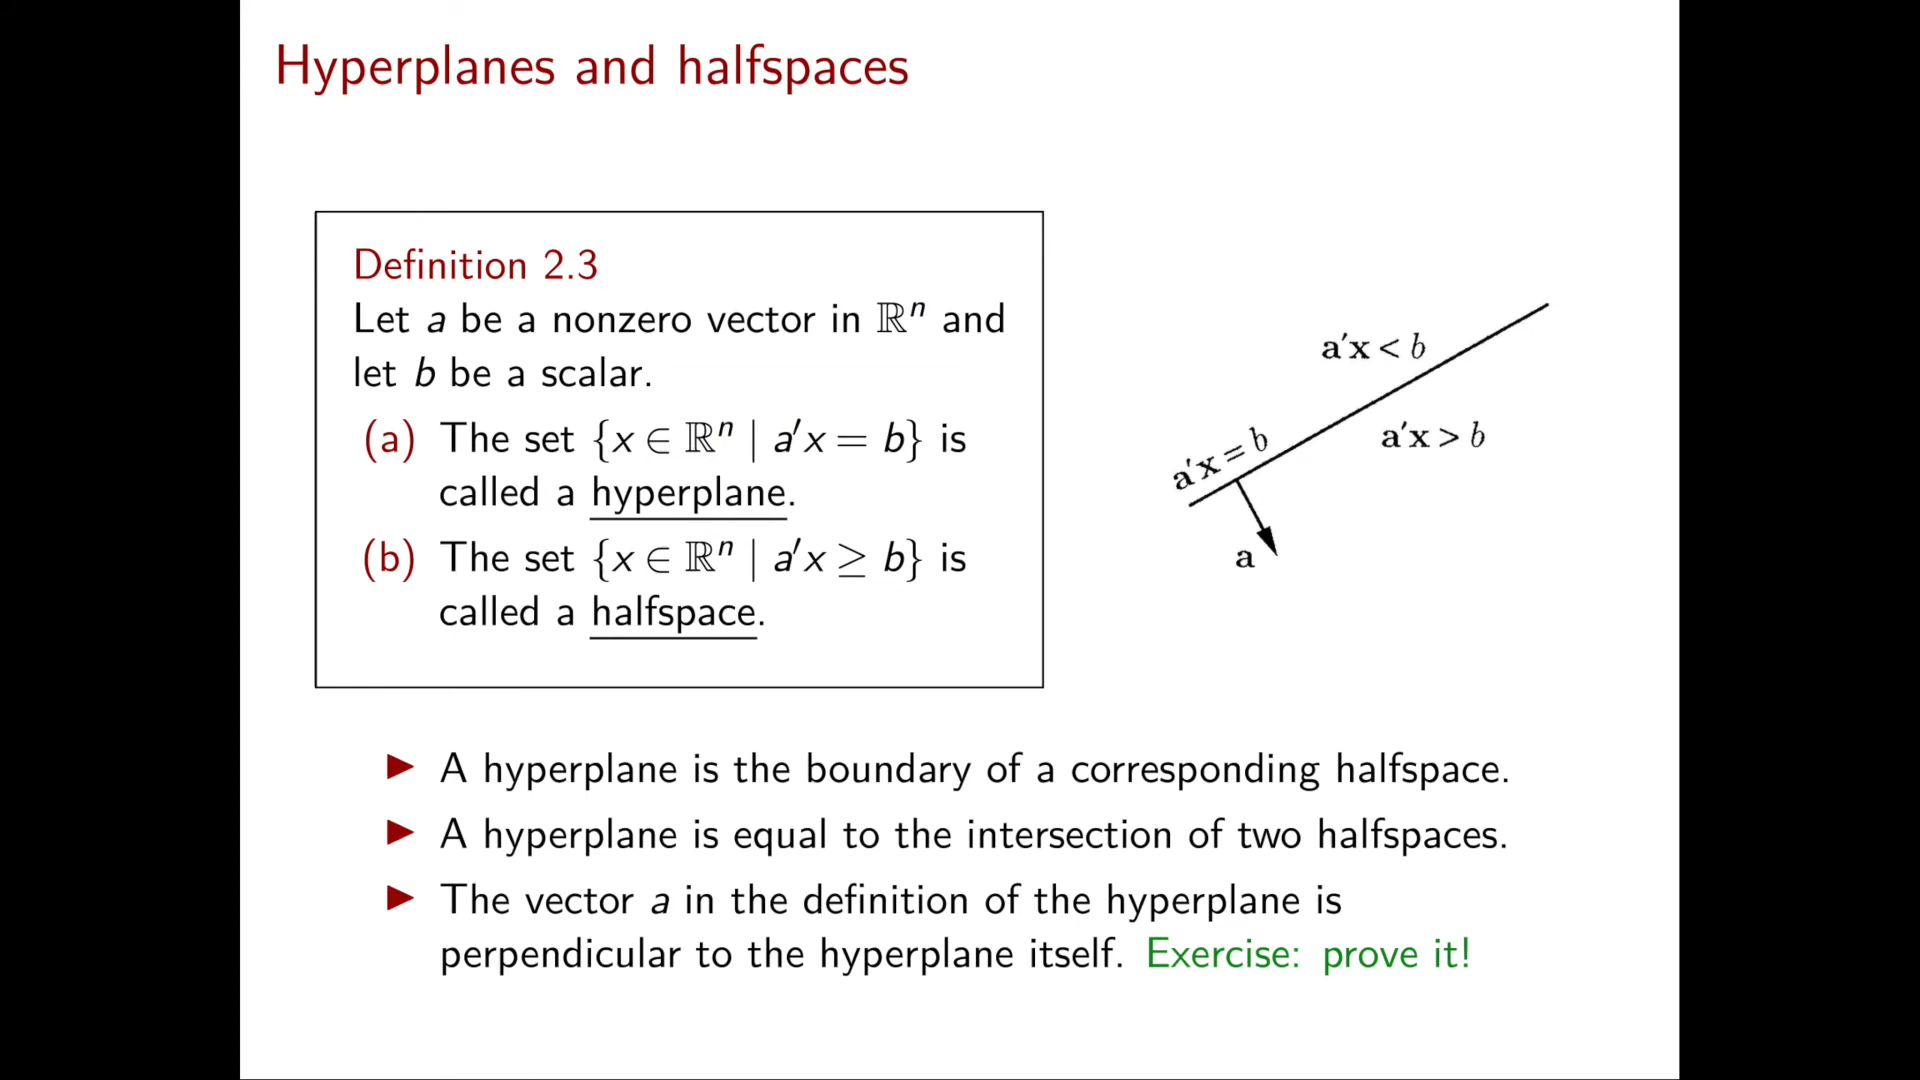 Hyperplanes and halfspaces
Definition 2.3
Let a be a nonzero vector in ℝⁿ and
let b be a scalar.
(a) The set {x ∈ ℝⁿ | a′x = b} is
called a hyperplane.
(b) The set {x ∈ ℝⁿ | a′x ≥ b} is
called a halfspace.
a′x < b
a′x > b
a′x = b
a
▶ A hyperplane is the boundary of a corresponding halfspace.
▶ A hyperplane is equal to the intersection of two halfspaces.
▶ The vector a in the definition of the hyperplane is
perpendicular to the hyperplane itself. Exercise: prove it!